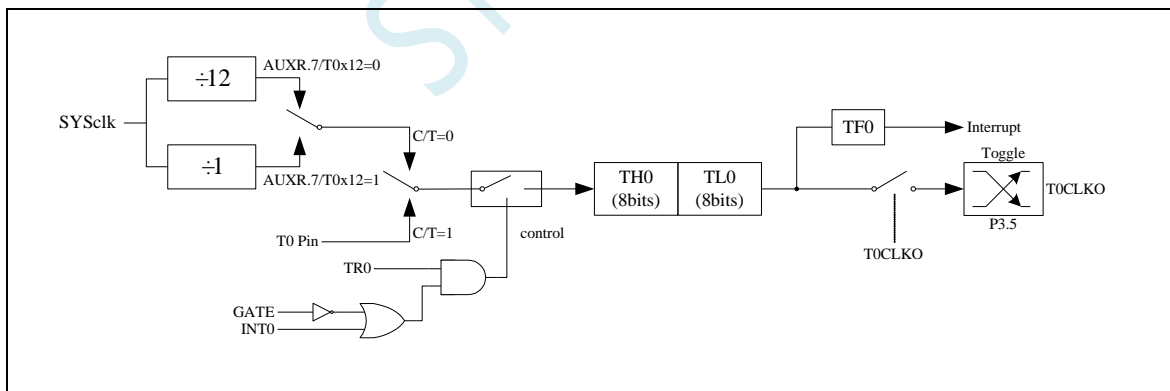 ÷12
AUXR.7/T0x12=0
SYSclk
÷1
AUXR.7/T0x12=1
C/T=0
C/T=1
T0 Pin
control
TR0
GATE
INT0
TH0
(8bits)
TL0
(8bits)
TF0
Interrupt
Toggle
T0CLKO
P3.5
T0CLKO